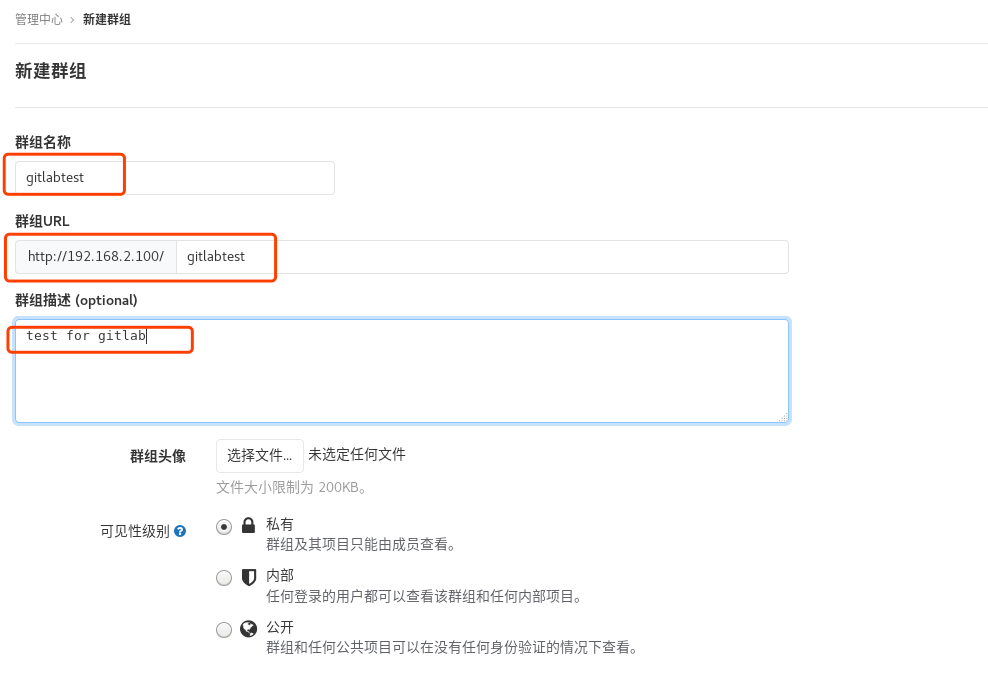 管理中心 › 新建群组
新建群组
群组名称
gitlabtest
群组URL
http://192.168.2.100/ gitlabtest
群组描述 (optional)
test for gitlab
群组头像 选择文件... 未选定任何文件
文件大小限制为 200KB。
可见性级别 ? 私有
群组及其项目只能由成员查看。
内部
任何登录的用户都可以查看该群组和任何内部项目。
公开
群组和任何公共项目可以在没有任何身份验证的情况下查看。